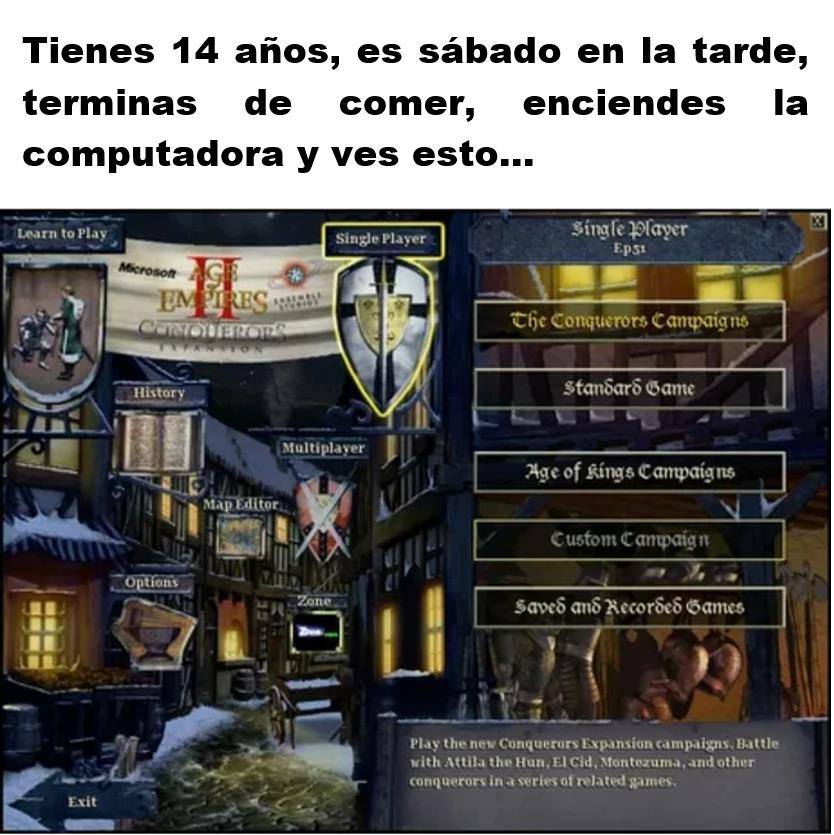 Tienes 14 años, es sábado en la tarde,
terminas de comer, enciendes la
computadora y ves esto...
Learn to Play
Single Player
Single Player
Ep51
Microsoft
AGE
II
EMPIRES
ENSEMBLE
STUDIOS
CONQUERORS
EXPANSION
The Conquerors Campaigns
History
Standard Game
Multiplayer
Age of Kings Campaigns
Map Editor
Custom Campaign
Options
Zone
Saved and Recorded Games
Play the new Conquerors Expansion campaigns. Battle
with Attila the Hun, El Cid, Montezuma, and other
conquerors in a series of related games.
Exit